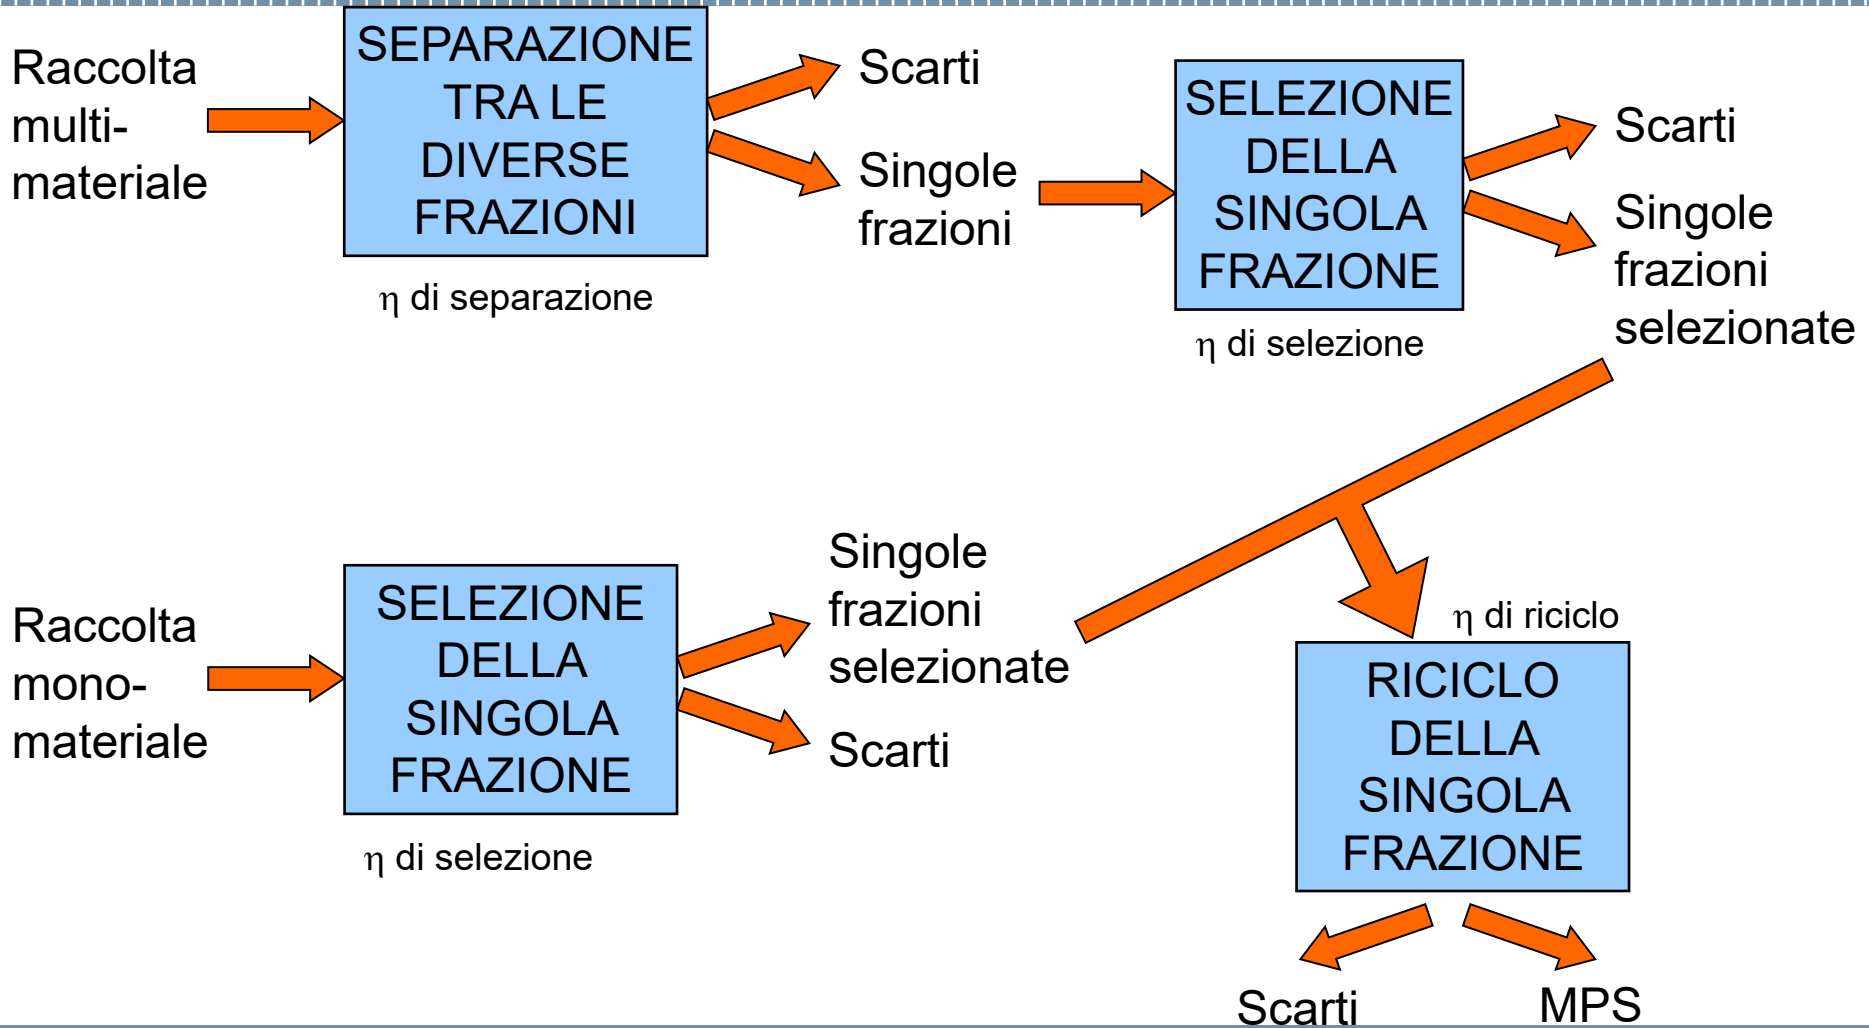 Raccolta
multi-
materiale
SEPARAZIONE
TRA LE
DIVERSE
FRAZIONI
η di separazione
Scarti
Singole
frazioni
SELEZIONE
DELLA
SINGOLA
FRAZIONE
η di selezione
Scarti
Singole
frazioni
selezionate
Raccolta
mono-
materiale
SELEZIONE
DELLA
SINGOLA
FRAZIONE
η di selezione
Singole
frazioni
selezionate
Scarti
η di riciclo
RICICLO
DELLA
SINGOLA
FRAZIONE
Scarti
MPS